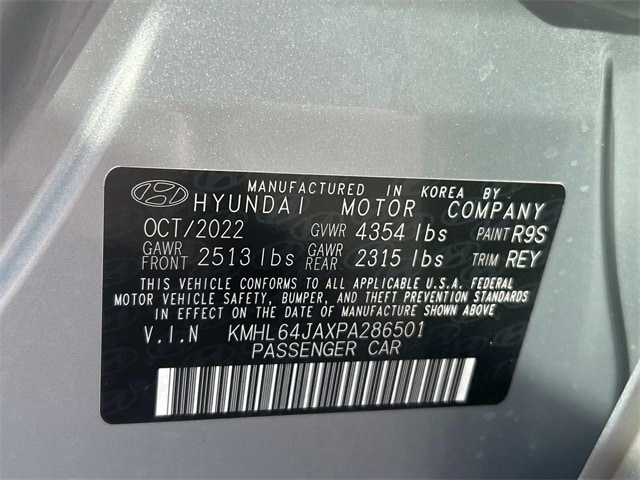 MANUFACTURED IN KOREA BY
HYUNDAI MOTOR COMPANY
OCT/2022 GVWR 4354 lbs PAINT R9S
GAWR FRONT 2513 lbs GAWR REAR 2315 lbs TRIM REY
THIS VEHICLE CONFORMS TO ALL APPLICABLE U.S.A. FEDERAL
MOTOR VEHICLE SAFETY, BUMPER, AND THEFT PREVENTION STANDARDS
IN EFFECT ON THE DATE OF MANUFACTURE SHOWN ABOVE
V.I.N KMHL64JAXPA286501
PASSENGER CAR